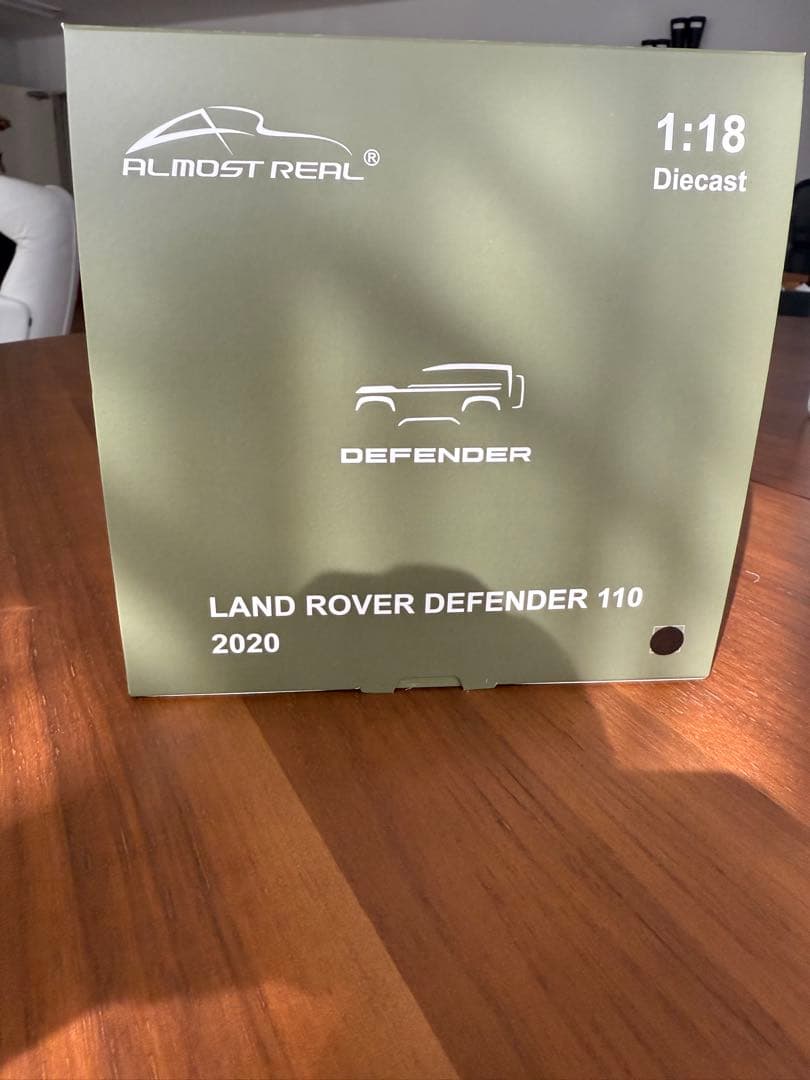 ALMOST REAL®
1:18
Diecast
DEFENDER
LAND ROVER DEFENDER 110
2020